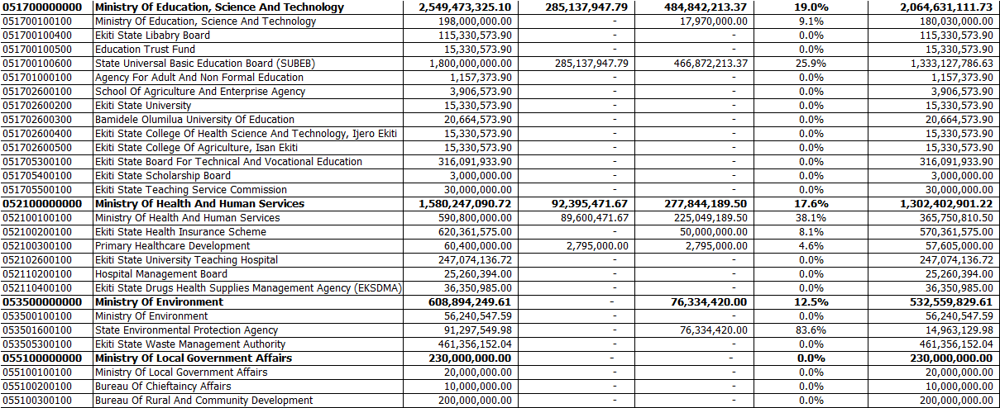 051700000000 Ministry Of Education, Science And Technology 2,549,473,325.10 285,137,947.79 484,842,213.37 19.0% 2,064,631,111.73
051700100100 Ministry Of Education, Science And Technology 198,000,000.00 - 17,970,000.00 9.1% 180,030,000.00
051700100400 Ekiti State Libabry Board 115,330,573.90 - - 0.0% 115,330,573.90
051700100500 Education Trust Fund 15,330,573.90 - - 0.0% 15,330,573.90
051700100600 State Universal Basic Education Board (SUBEB) 1,800,000,000.00 285,137,947.79 466,872,213.37 25.9% 1,333,127,786.63
051701000100 Agency For Adult And Non Formal Education 1,157,373.90 - - 0.0% 1,157,373.90
051702600100 School Of Agriculture And Enterprise Agency 3,906,573.90 - - 0.0% 3,906,573.90
051702600200 Ekiti State University 15,330,573.90 - - 0.0% 15,330,573.90
051702600300 Bamidele Olumilua University Of Education 20,664,573.90 - - 0.0% 20,664,573.90
051702600400 Ekiti State College Of Health Science And Technology, Ijero Ekiti 15,330,573.90 - - 0.0% 15,330,573.90
051702600500 Ekiti State College Of Agriculture, Isan Ekiti 15,330,573.90 - - 0.0% 15,330,573.90
051705300100 Ekiti State Board For Technical And Vocational Education 316,091,933.90 - - 0.0% 316,091,933.90
051705400100 Ekiti State Scholarship Board 3,000,000.00 - - 0.0% 3,000,000.00
051705500100 Ekiti State Teaching Service Commission 30,000,000.00 - - 0.0% 30,000,000.00
052100000000 Ministry Of Health And Human Services 1,580,247,090.72 92,395,471.67 277,844,189.50 17.6% 1,302,402,901.22
052100100100 Ministry Of Health And Human Services 590,800,000.00 89,600,471.67 225,049,189.50 38.1% 365,750,810.50
052100200100 Ekiti State Health Insurance Scheme 620,361,575.00 - 50,000,000.00 8.1% 570,361,575.00
052100300100 Primary Healthcare Development 60,400,000.00 2,795,000.00 2,795,000.00 4.6% 57,605,000.00
052102600100 Ekiti State University Teaching Hospital 247,074,136.72 - - 0.0% 247,074,136.72
052110200100 Hospital Management Board 25,260,394.00 - - 0.0% 25,260,394.00
052110400100 Ekiti State Drugs Health Supplies Management Agency (EKSDMA) 36,350,985.00 - - 0.0% 36,350,985.00
053500000000 Ministry Of Environment 608,894,249.61 - 76,334,420.00 12.5% 532,559,829.61
053500100100 Ministry Of Environment 56,240,547.59 - - 0.0% 56,240,547.59
053501600100 State Environmental Protection Agency 91,297,549.98 - 76,334,420.00 83.6% 14,963,129.98
053505300100 Ekiti State Waste Management Authority 461,356,152.04 - - 0.0% 461,356,152.04
055100000000 Ministry Of Local Government Affairs 230,000,000.00 - - 0.0% 230,000,000.00
055100100100 Ministry Of Local Government Affairs 20,000,000.00 - - 0.0% 20,000,000.00
055100200100 Bureau Of Chieftaincy Affairs 10,000,000.00 - - 0.0% 10,000,000.00
055100300100 Bureau Of Rural And Community Development 200,000,000.00 - - 0.0% 200,000,000.00